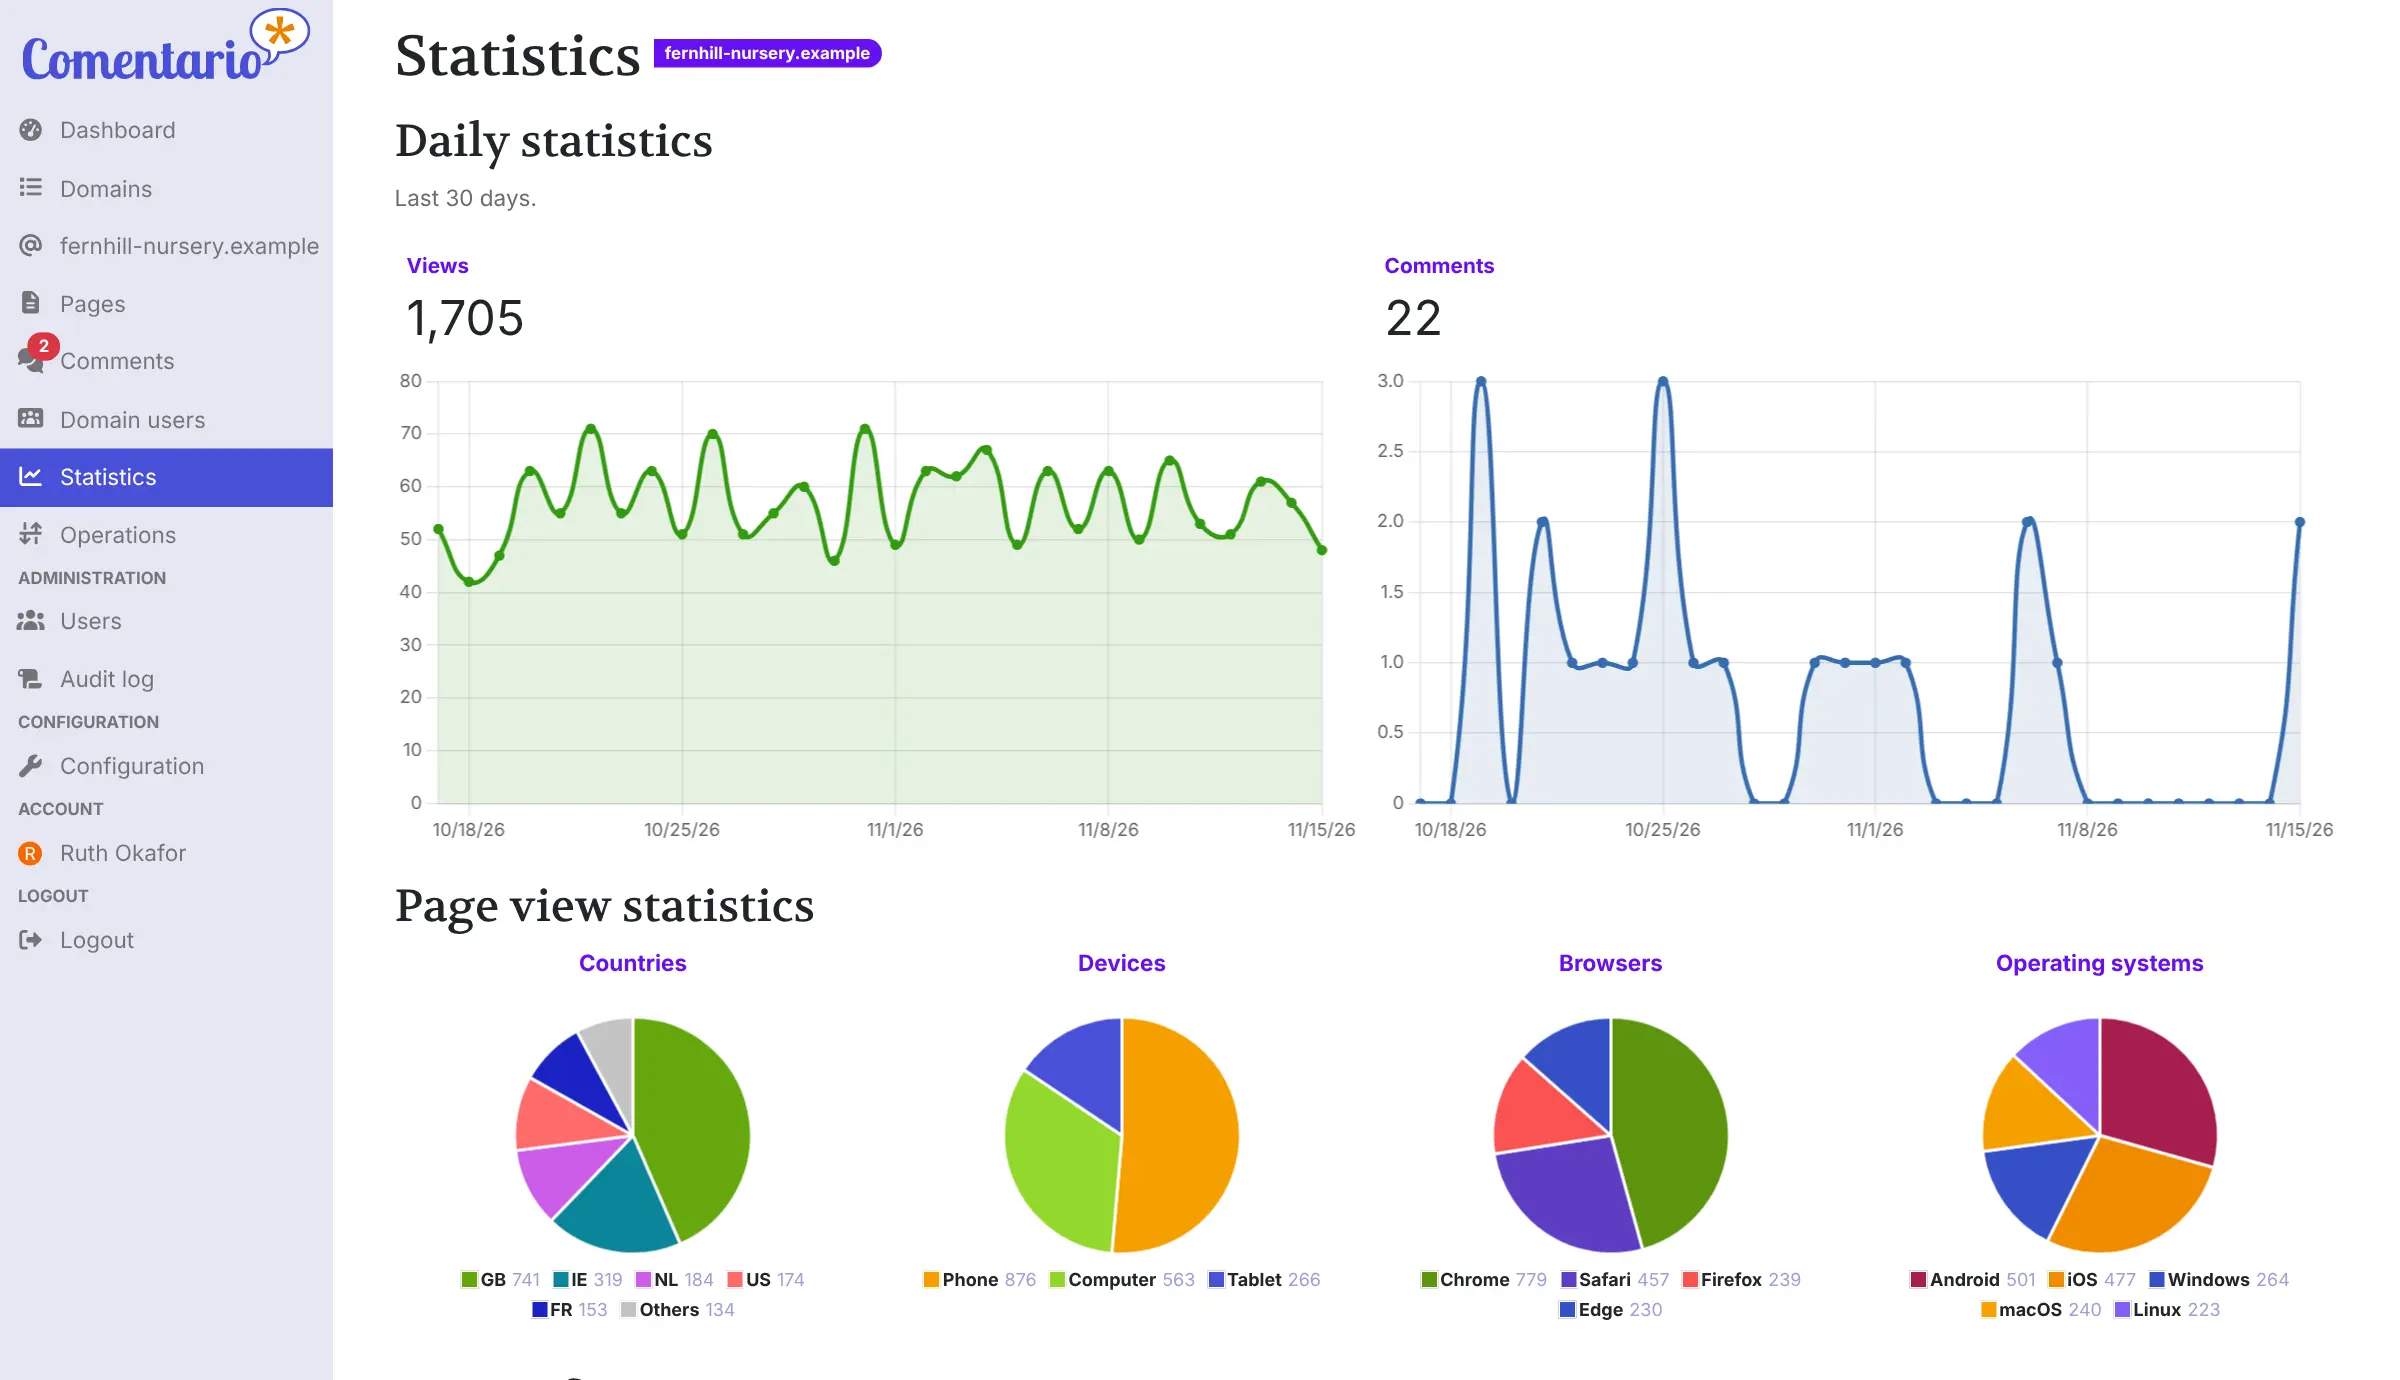 Comentario
Dashboard
Domains
fernhill-nursery.example
Pages
2
Comments
Domain users
Statistics
Operations
ADMINISTRATION
Users
Audit log
CONFIGURATION
Configuration
ACCOUNT
R
Ruth Okafor
LOGOUT
Logout
Statistics fernhill-nursery.example
Daily statistics
Last 30 days.
Views
1,705
80
70
60
50
40
30
20
10
0
10/18/26 10/25/26 11/1/26 11/8/26 11/15/26
Comments
22
3.0
2.5
2.0
1.5
1.0
0.5
0
10/18/26 10/25/26 11/1/26 11/8/26 11/15/26
Page view statistics
Countries
GB 741 IE 319 NL 184 US 174
FR 153 Others 134
Devices
Phone 876 Computer 563 Tablet 266
Browsers
Chrome 779 Safari 457 Firefox 239
Edge 230
Operating systems
Android 501 iOS 477 Windows 264
macOS 240 Linux 223